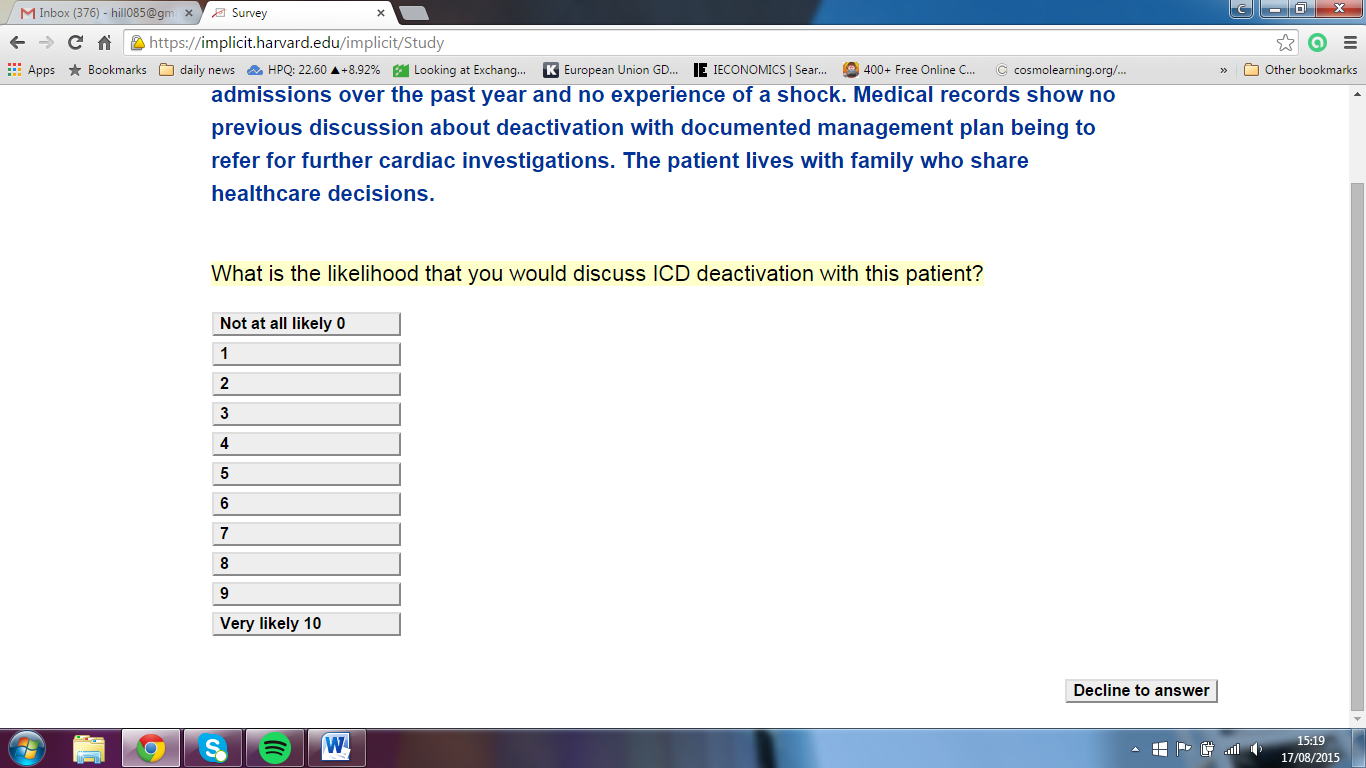 Inbox (376) - hill085@gm
Survey
C
https://implicit.harvard.edu/implicit/Study
Apps Bookmarks daily news HPQ: 22.60 ▲+8.92% Looking at Exchang... European Union GD... IECONOMICS | Sear... 400+ Free Online C... cosmolearning.org/... » Other bookmarks
admissions over the past year and no experience of a shock. Medical records show no
previous discussion about deactivation with documented management plan being to
refer for further cardiac investigations. The patient lives with family who share
healthcare decisions.
What is the likelihood that you would discuss ICD deactivation with this patient?
Not at all likely 0
1
2
3
4
5
6
7
8
9
Very likely 10
Decline to answer
15:19
17/08/2015